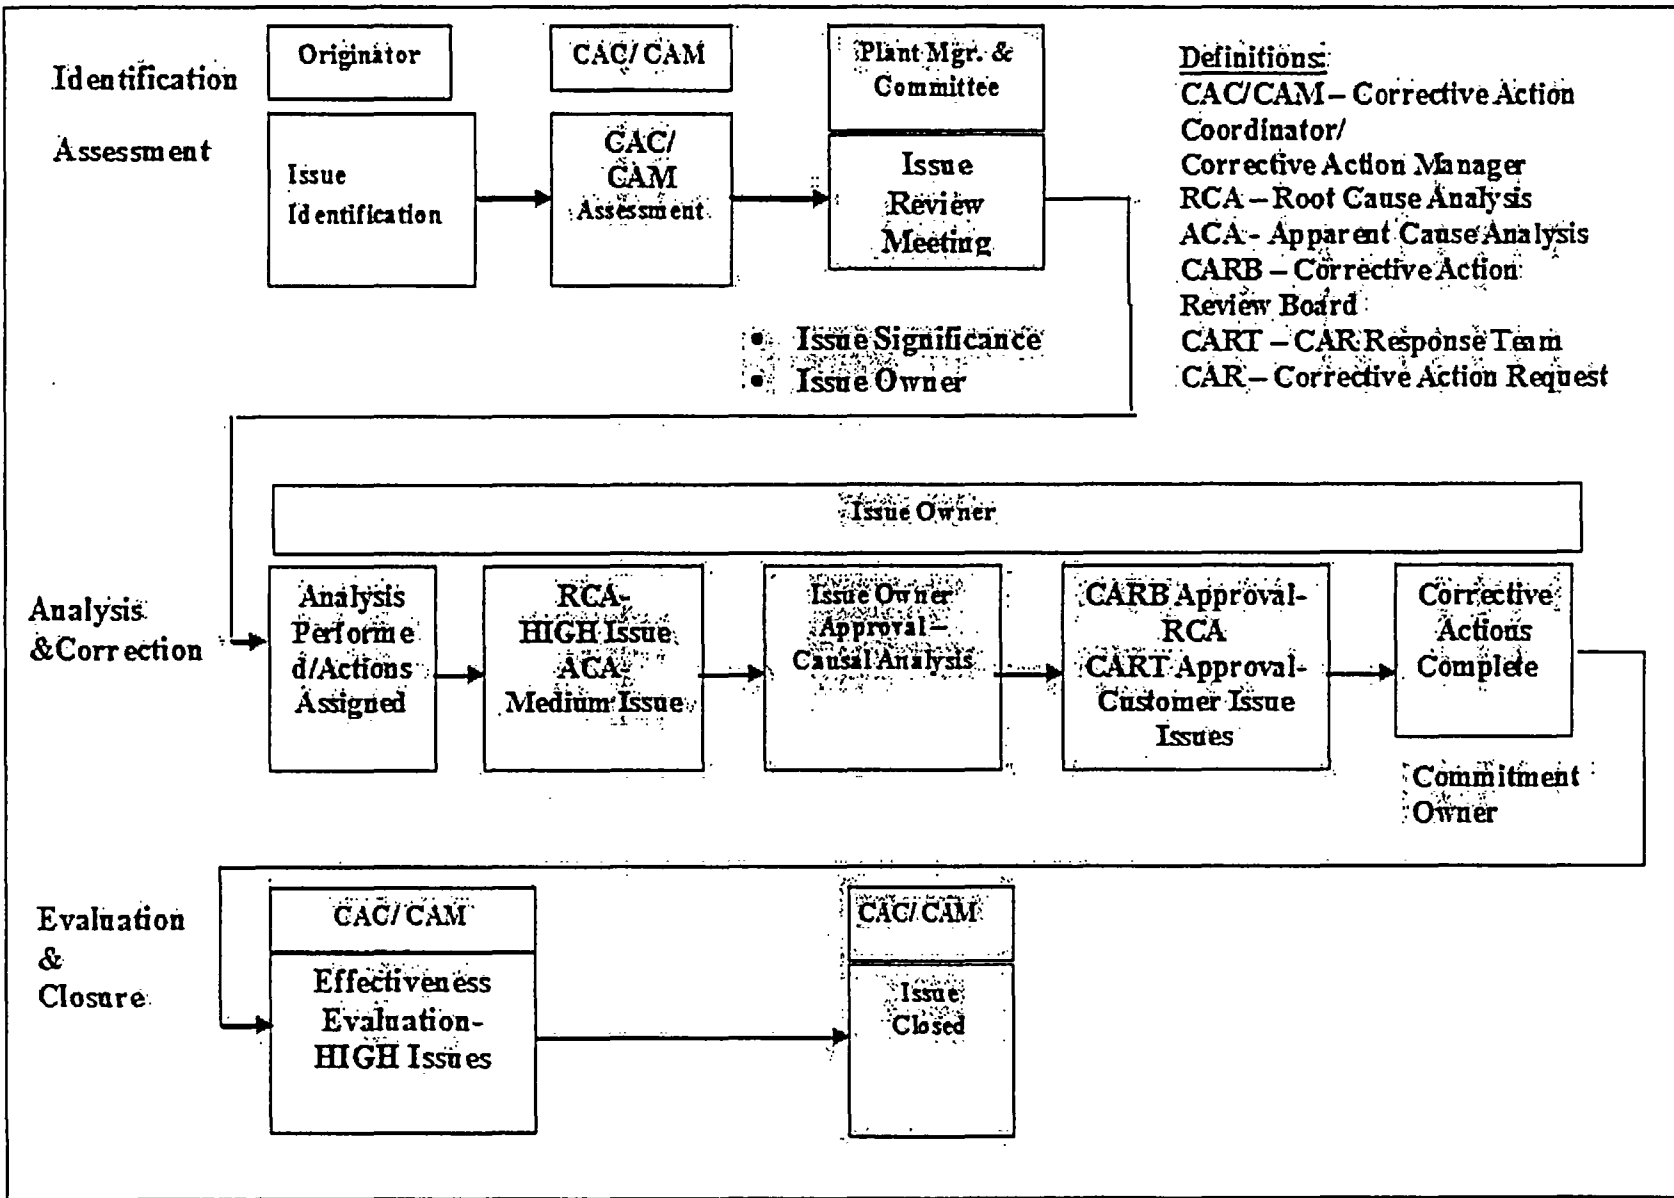 Identification
Assessment
Originator
CAC/ CAM
Plant Mgr. &
Committee
Issue
Identification
CAC/
CAM
Assessment
Issue
Review
Meeting
• Issue Significance
• Issue Owner
Definitions:
CAC/CAM – Corrective Action
Coordinator/
Corrective Action Manager
RCA – Root Cause Analysis
ACA - Apparent Cause Analysis
CARB – Corrective Action
Review Board
CART – CAR Response Team
CAR – Corrective Action Request
Issue Owner
Analysis
&Correction
Analysis
Performe
d/Actions
Assigned
RCA-
HIGH Issue
ACA-
Medium Issue
Issue Owner
Approval –
Causal Analysis
CARB Approval-
RCA
CART Approval-
Customer Issue
Issues
Corrective
Actions
Complete
Commitment
Owner
Evaluation
&
Closure
CAC/ CAM
Effectiveness
Evaluation-
HIGH Issues
CAC/ CAM
Issue
Closed